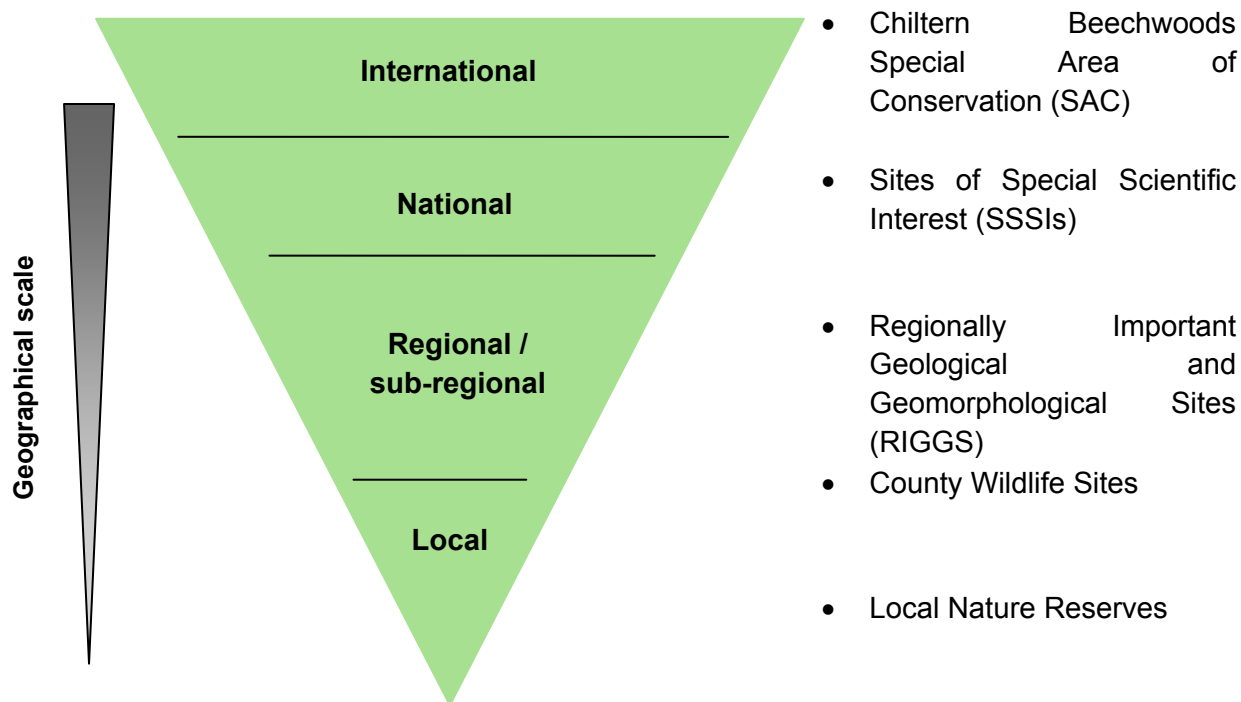 Geographical scale
International
National
Regional /
sub-regional
Local
• Chiltern Beechwoods
Special Area of
Conservation (SAC)
• Sites of Special Scientific
Interest (SSSIs)
• Regionally Important
Geological and
Geomorphological Sites
(RIGGS)
• County Wildlife Sites
• Local Nature Reserves